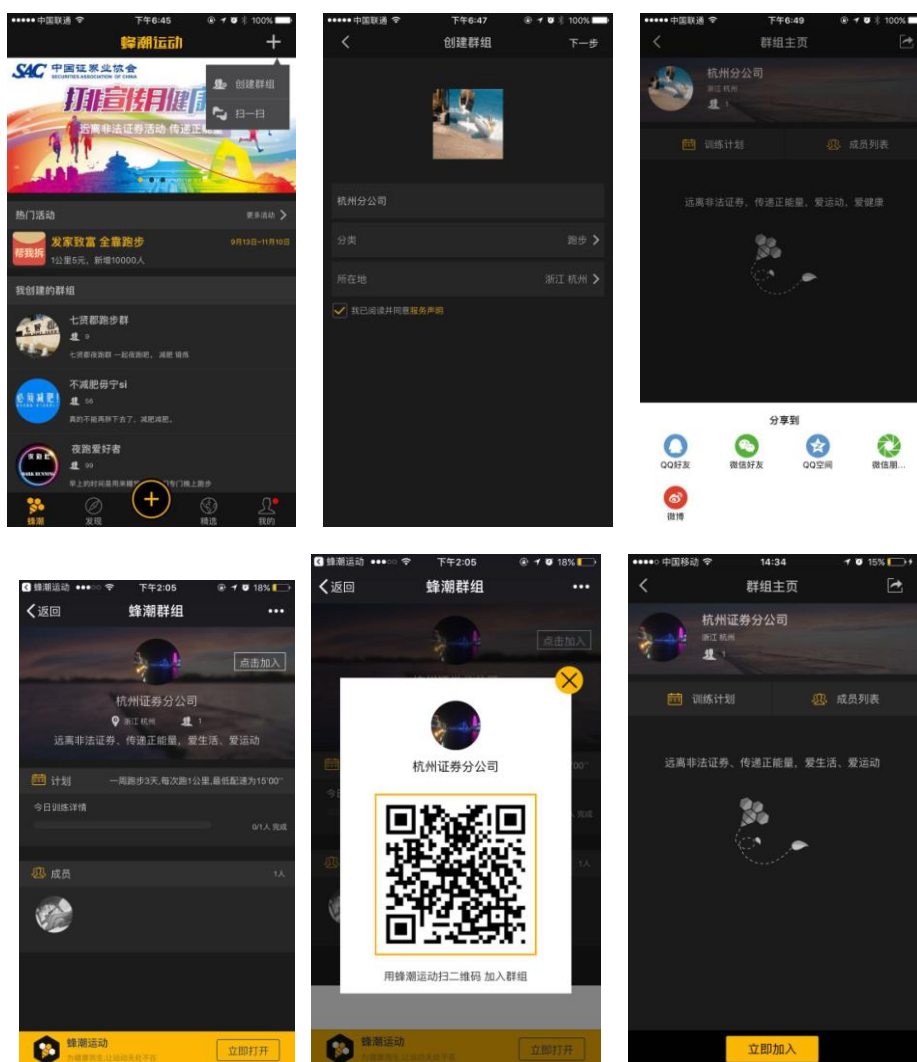 中国联通 下午6:45 100%
蜂潮运动
SAC 中国证券业协会
SECURITIES ASSOCIATION OF CHINA
创建群组
打非宣传月健
扫一扫
远离非法证券活动 传递正能量
热门活动 更多活动
帮我拆
发家致富 全靠跑步 9月13日-11月10日
1公里5元，新增10000人
我创建的群组
七贤郡跑步群
9
七贤郡夜跑群 一起夜跑吧，减肥 锻炼
不减肥毋宁si
必须减肥!
56
真的不能再胖下去了，减肥减肥。
夜跑爱好者
99
蜂潮
发现
精选
我的
中国联通 下午6:47 100%
创建群组 下一步
杭州分公司
分类 跑步
所在地 浙江 杭州
我已阅读并同意服务声明
中国联通 下午6:49 100%
群组主页
杭州分公司
浙江 杭州
1
训练计划 成员列表
远离非法证券，传递正能量，爱运动，爱健康
分享到
QQ好友 微信好友 QQ空间 微信朋...
微博
蜂潮运动 下午2:05 18%
返回 蜂潮群组
点击加入
杭州证券分公司
浙江 杭州 1
远离非法证券、传递正能量，爱生活、爱运动
计划 一周跑步3天,每次跑1公里,最低配速为15'00''
今日训练详情
0/1人 完成
成员 1人
蜂潮运动
立即打开
蜂潮运动 下午2:05 18%
返回 蜂潮群组
点击加入
杭州证券分公司
用蜂潮运动扫二维码 加入群组
蜂潮运动
立即打开
中国移动 14:34 15%
群组主页
杭州证券分公司
浙江 杭州
1
训练计划 成员列表
远离非法证券、传递正能量，爱生活、爱运动
立即加入